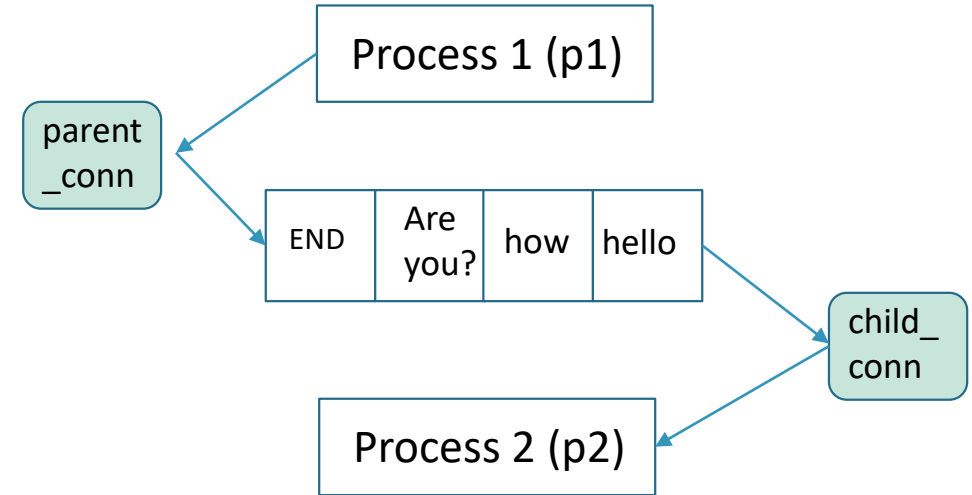 Process 1 (p1)
parent
_conn
END
Are
you?
how
hello
child_
conn
Process 2 (p2)